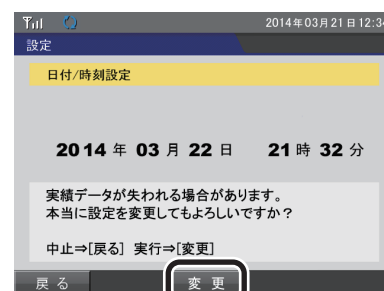 2014年03月21日12:34
設定
日付/時刻設定
2014 年 03 月 22 日 21 時 32 分
実績データが失われる場合があります。
本当に設定を変更してもよろしいですか？
中止⇒[戻る] 実行⇒[変更]
戻る 変更